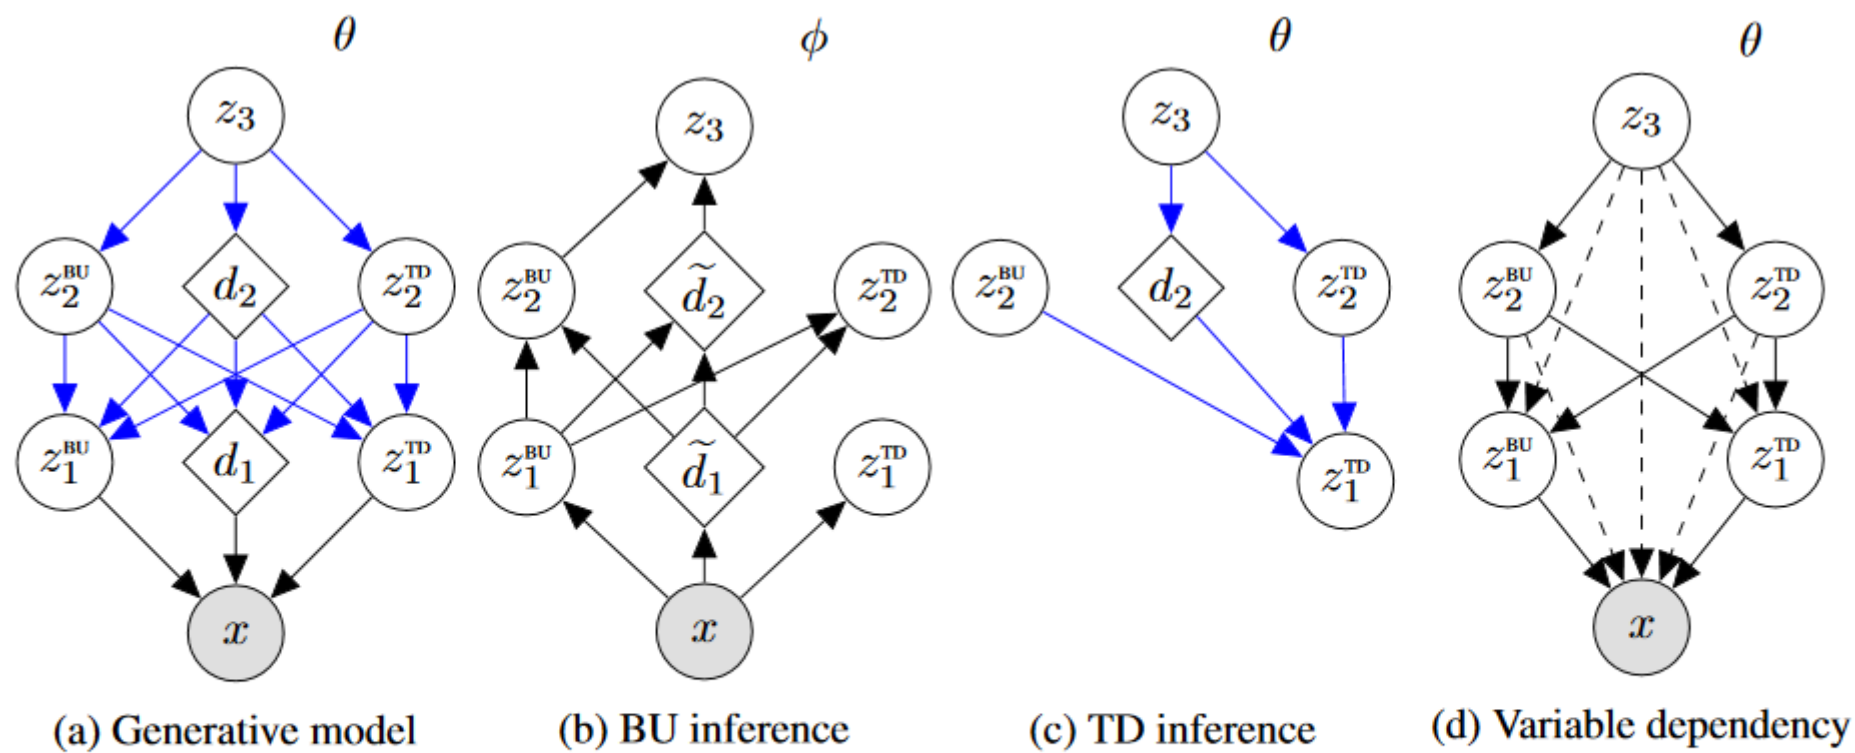 θ
z₃
z₂ᴮᵁ d₂ z₂ᵀᴰ
z₁ᴮᵁ d₁ z₁ᵀᴰ
x
(a) Generative model
ϕ
z₃
z₂ᴮᵁ d̃₂ z₂ᵀᴰ
z₁ᴮᵁ d̃₁ z₁ᵀᴰ
x
(b) BU inference
θ
z₃
z₂ᴮᵁ d₂ z₂ᵀᴰ
z₁ᵀᴰ
(c) TD inference
θ
z₃
z₂ᴮᵁ z₂ᵀᴰ
z₁ᴮᵁ z₁ᵀᴰ
x
(d) Variable dependency